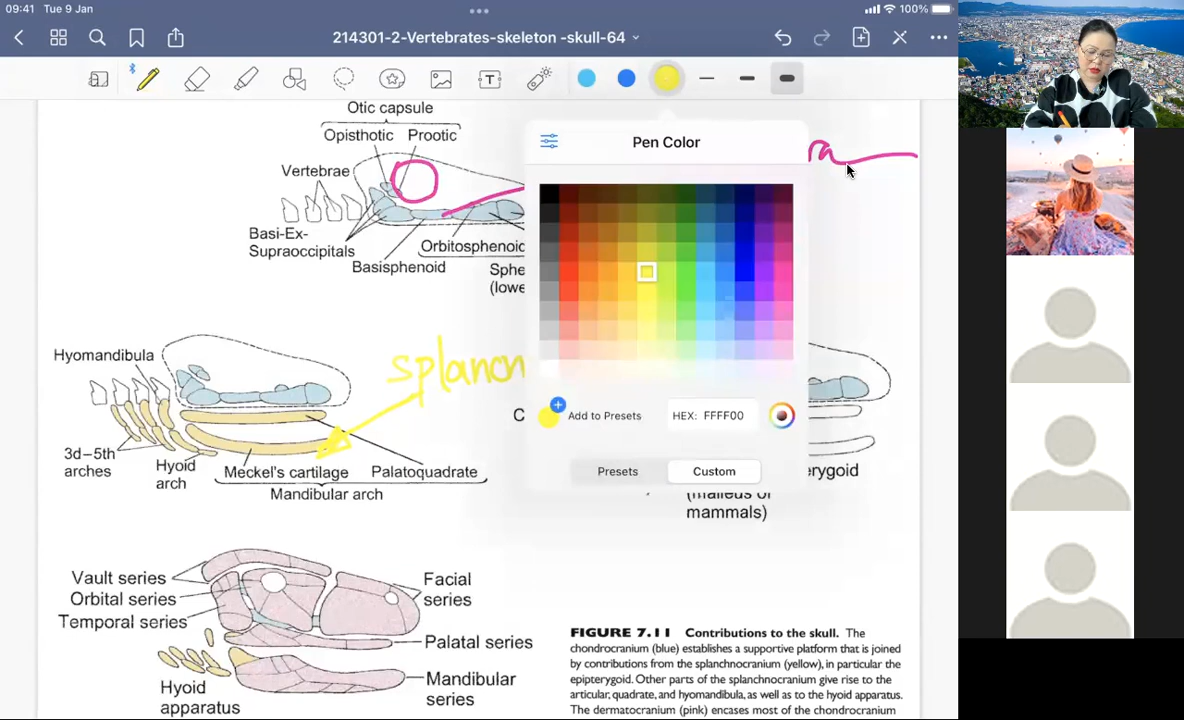 09:41 Tue 9 Jan
100%
214301-2-Vertebrates-skeleton -skull-64
T
Otic capsule
Opisthotic Prootic
Vertebrae
Basi-Ex-
Supraoccipitals
Orbitosphenoid
Basisphenoid
Sphe
(lowe
Pen Color
Add to Presets
HEX: FFFF00
Presets
Custom
Hyomandibula
splanchn
3d–5th
arches
Hyoid
arch
Meckel's cartilage
Palatoquadrate
Mandibular arch
C
erygoid
(malleus of
mammals)
Vault series
Orbital series
Temporal series
Facial
series
Palatal series
Mandibular
series
Hyoid
apparatus
FIGURE 7.11 Contributions to the skull. The
chondrocranium (blue) establishes a supportive platform that is joined
by contributions from the splanchnocranium (yellow), in particular the
epipterygoid. Other parts of the splanchnocranium give rise to the
articular, quadrate, and hyomandibula, as well as to the hyoid apparatus.
The dermatocranium (pink) encases most of the chondrocranium